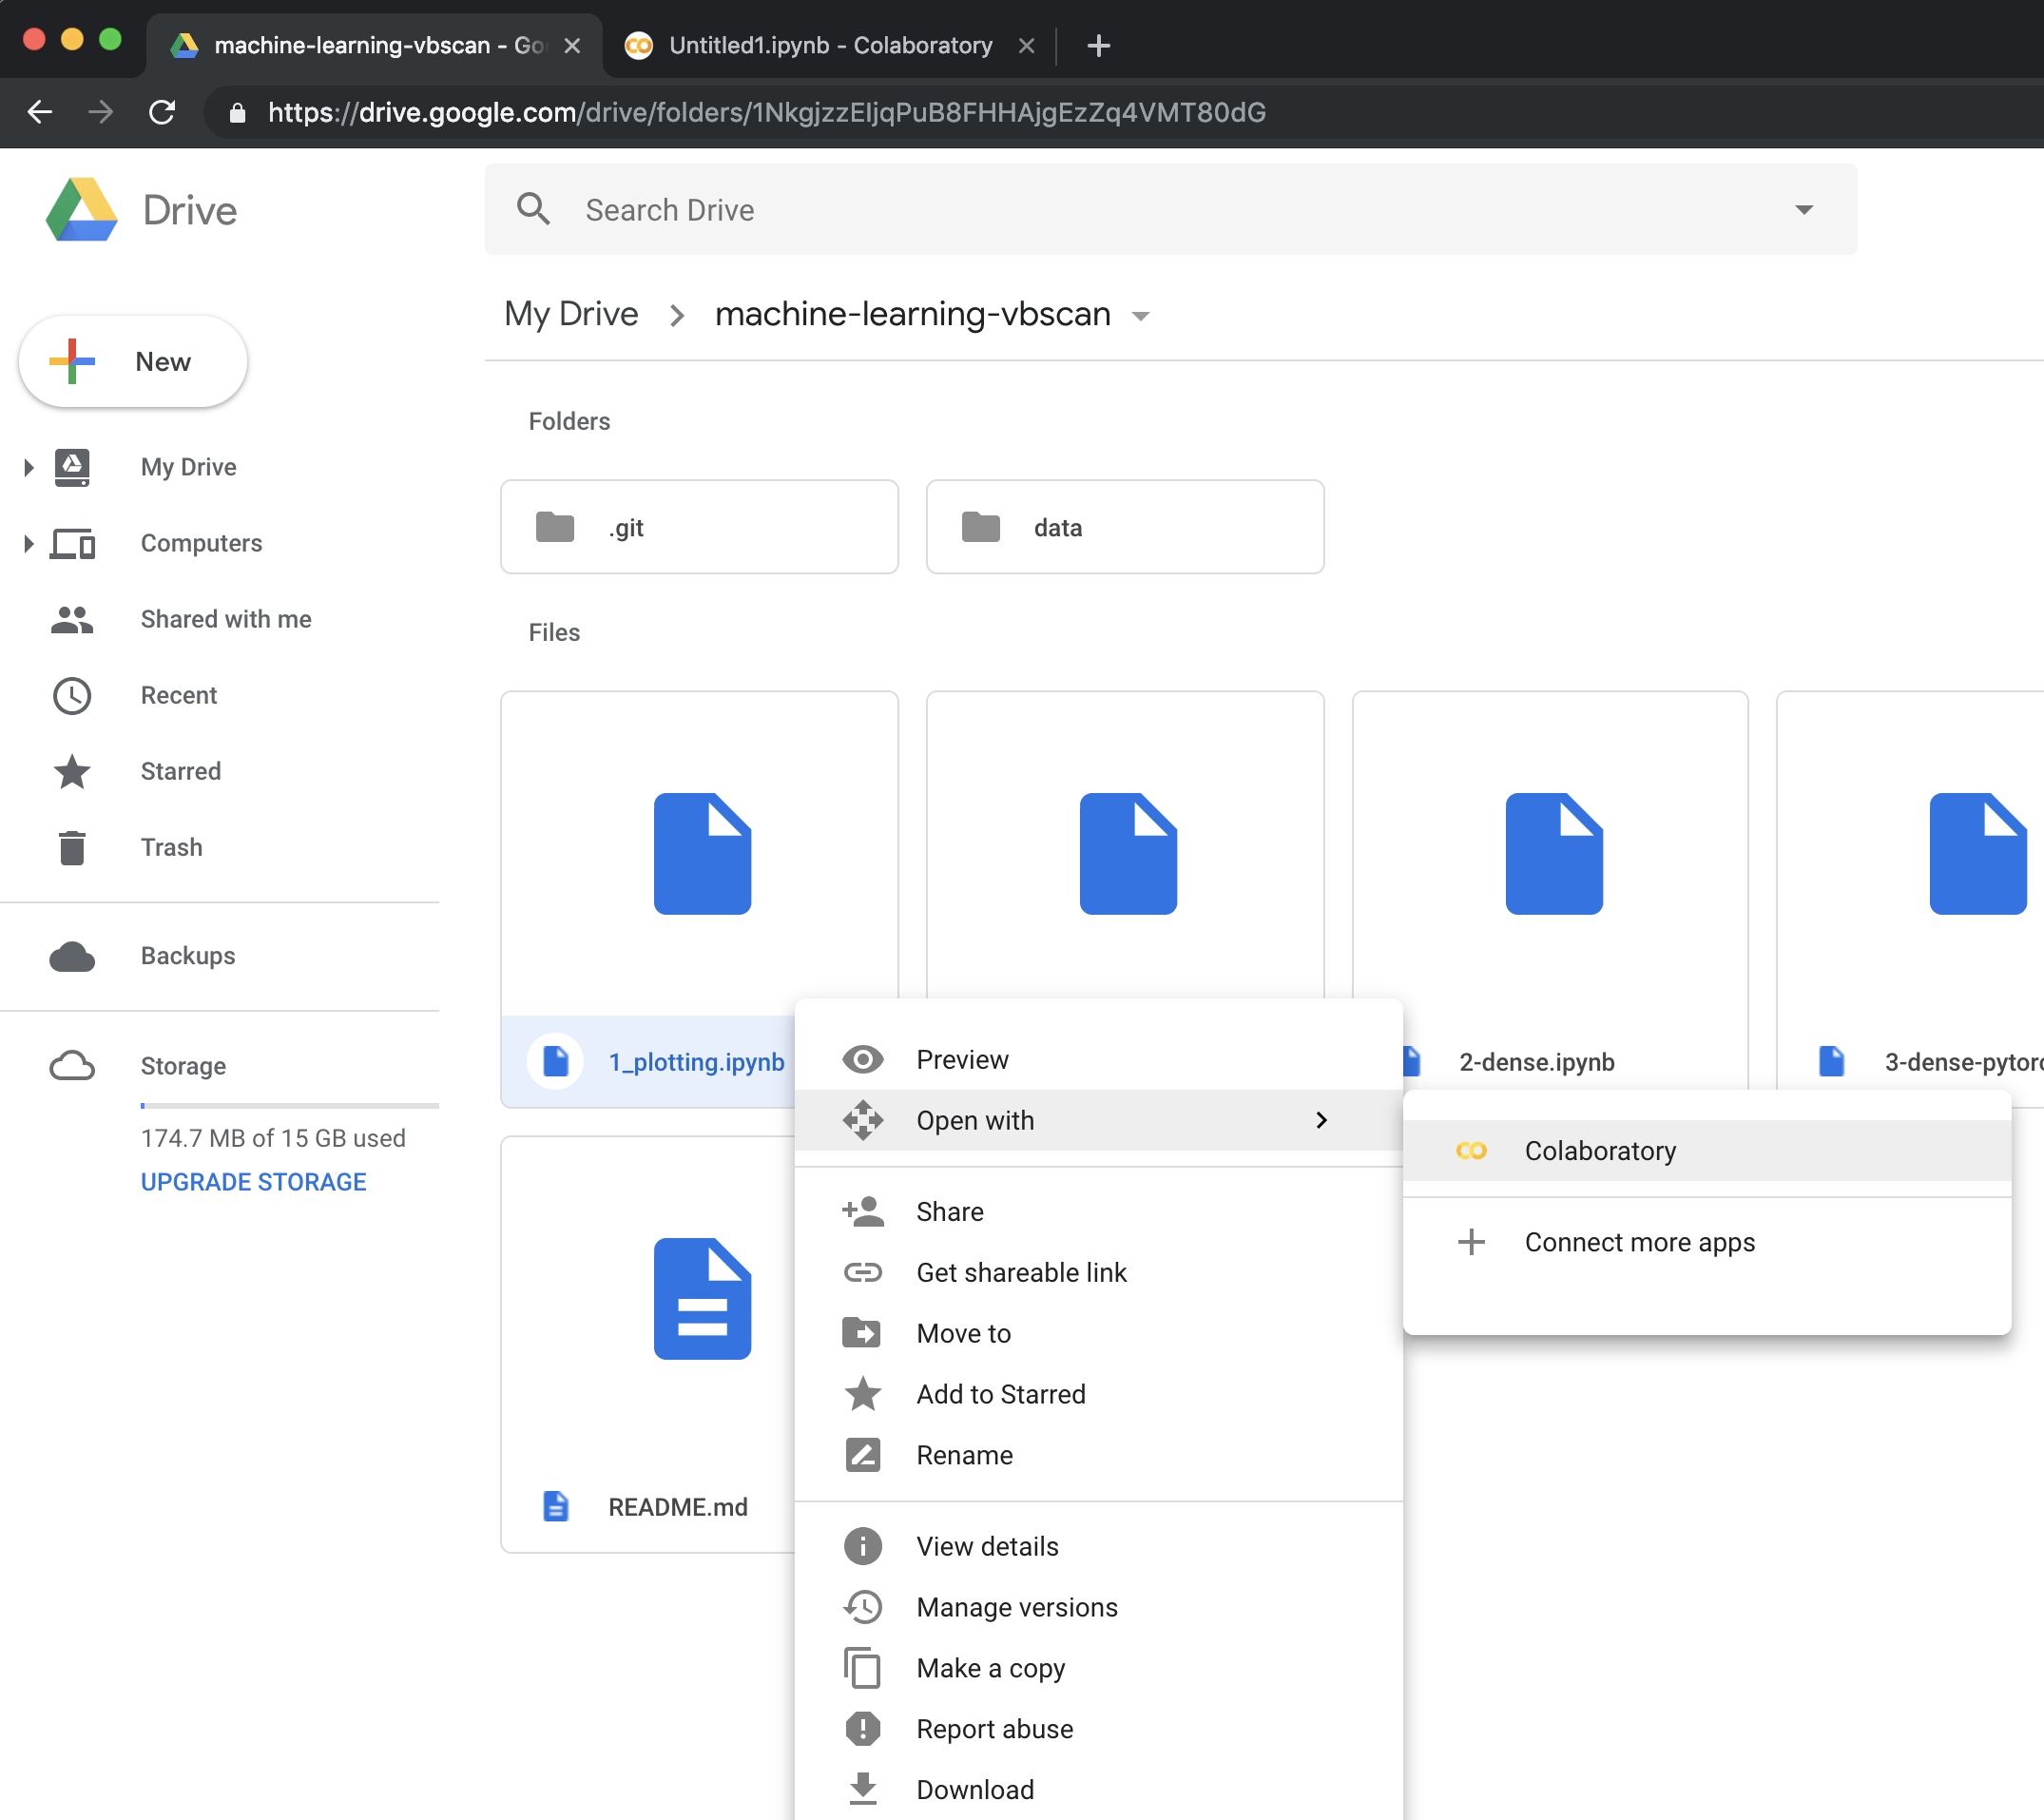 machine-learning-vbscan - Go
Untitled1.ipynb - Colaboratory
https://drive.google.com/drive/folders/1NkgjzzEIjqPuB8FHHAjgEzZq4VMT80dG
Drive
Search Drive
My Drive > machine-learning-vbscan
New
Folders
My Drive
.git
data
Computers
Shared with me
Files
Recent
Starred
Trash
Backups
Storage
174.7 MB of 15 GB used
UPGRADE STORAGE
1_plotting.ipynb
2-dense.ipynb
3-dense-pytor
README.md
Preview
Open with
Colaboratory
Connect more apps
Share
Get shareable link
Move to
Add to Starred
Rename
View details
Manage versions
Make a copy
Report abuse
Download